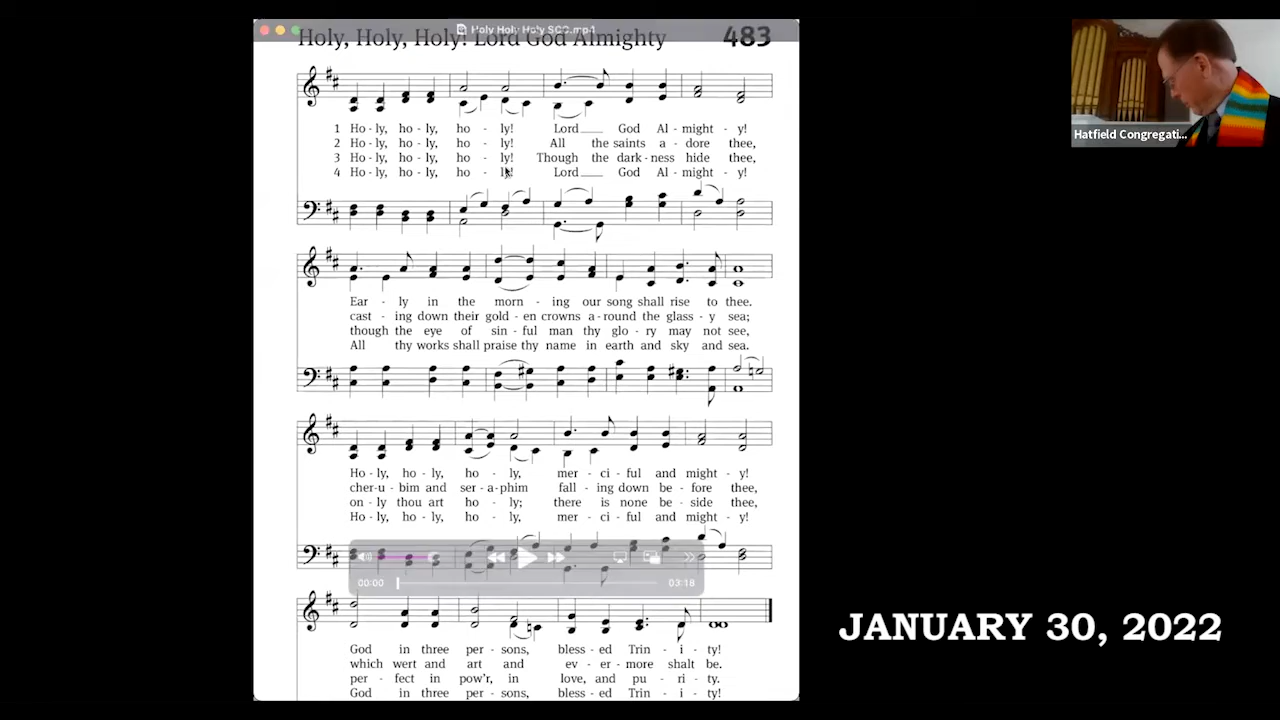 Holy Holy Holy SCC.mp4
Holy, Holy, Holy! Lord God Almighty 483
1 Ho - ly, ho - ly, ho - ly! Lord God Al - might - y!
2 Ho - ly, ho - ly, ho - ly! All the saints a - dore thee,
3 Ho - ly, ho - ly, ho - ly! Though the dark - ness hide thee,
4 Ho - ly, ho - ly, ho - ly! Lord God Al - might - y!
Ear - ly in the morn - ing our song shall rise to thee.
cast - ing down their gold - en crowns a - round the glass - y sea;
though the eye of sin - ful man thy glo - ry may not see,
All thy works shall praise thy name in earth and sky and sea.
Ho - ly, ho - ly, ho - ly, mer - ci - ful and might - y!
cher - u - bim and ser - a - phim fall - ing down be - fore thee,
on - ly thou art ho - ly; there is none be - side thee,
Ho - ly, ho - ly, ho - ly, mer - ci - ful and might - y!
00:00 03:18
God in three per - sons, bless - ed Trin - i - ty!
which wert and art and ev - er - more shalt be.
per - fect in pow'r, in love, and pu - ri - ty.
God in three per - sons, bless - ed Trin - i - ty!
Hatfield Congregati...
JANUARY 30, 2022